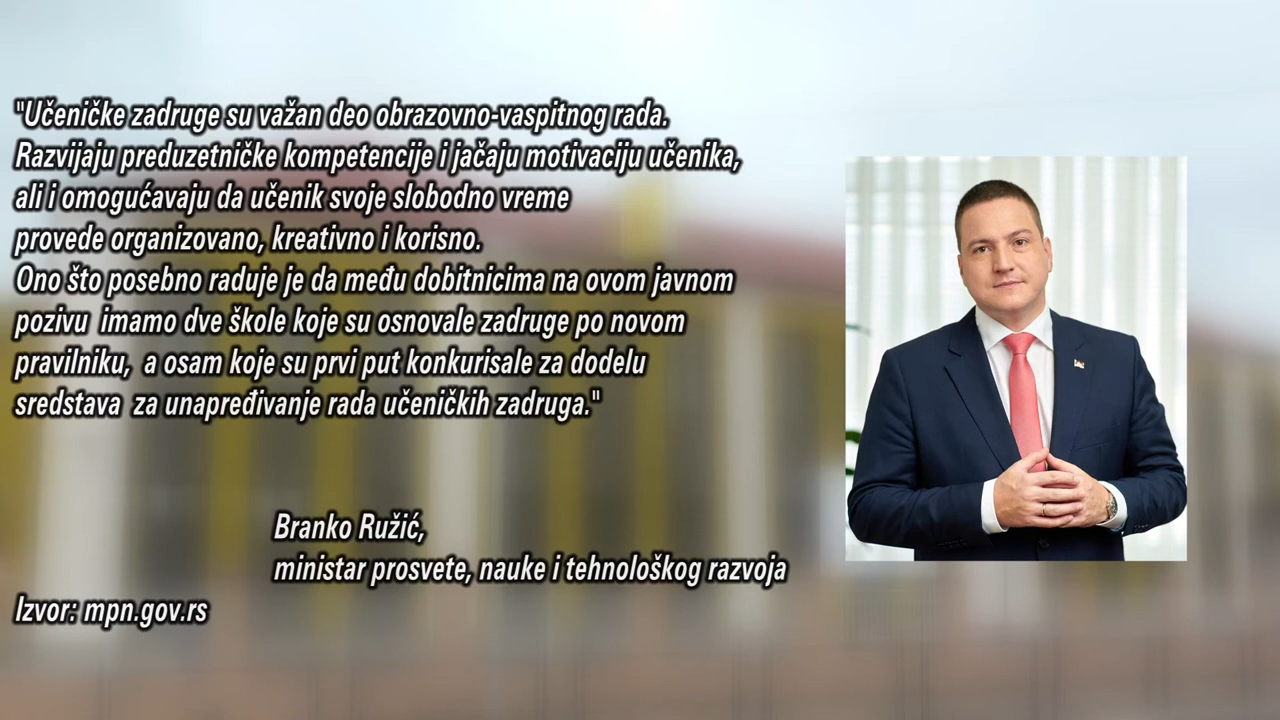 "Učeničke zadruge su važan deo obrazovno-vaspitnog rada.
Razvijaju preduzetničke kompetencije i jačaju motivaciju učenika,
ali i omogućavaju da učenik svoje slobodno vreme
provede organizovano, kreativno i korisno.
Ono što posebno raduje je da među dobitnicima na ovom javnom
pozivu  imamo dve škole koje su osnovale zadruge po novom
pravilniku,  a osam koje su prvi put konkurisale za dodelu
sredstava  za unapređivanje rada učeničkih zadruga."
Branko Ružić,
ministar prosvete, nauke i tehnološkog razvoja
Izvor: mpn.gov.rs